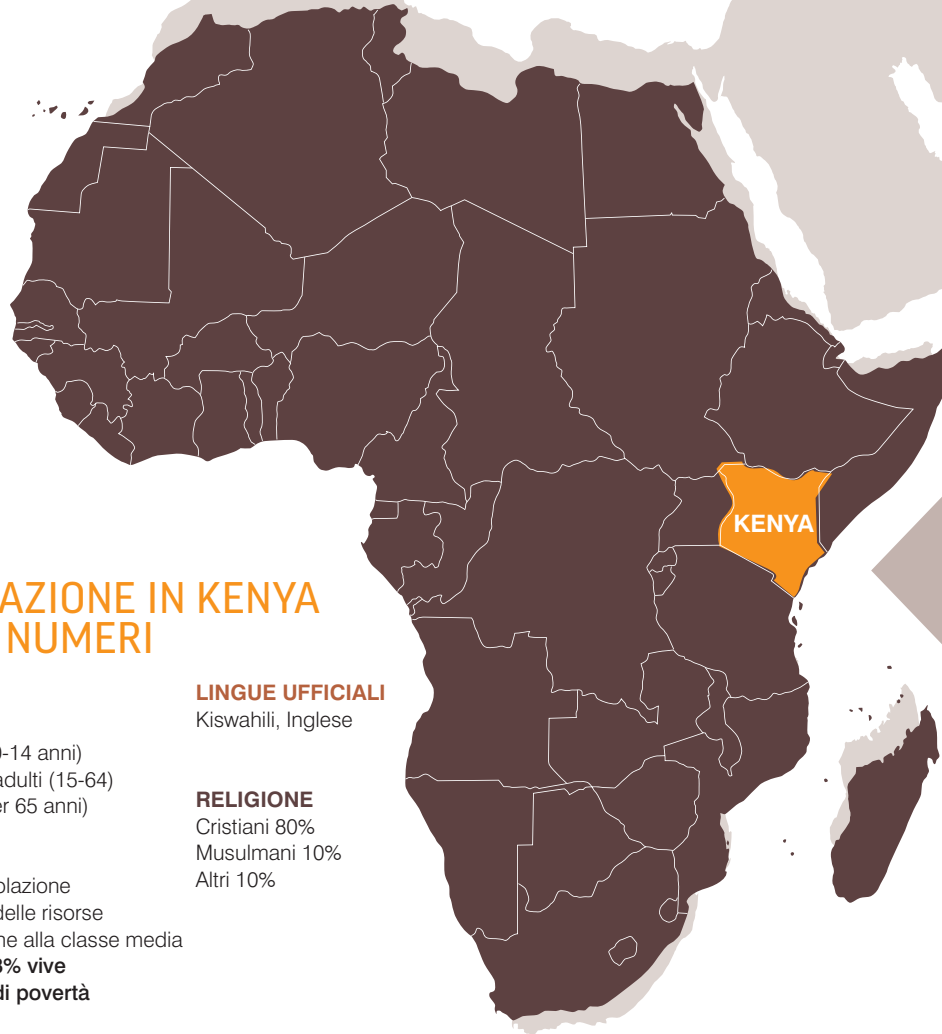 KENYA
AZIONE IN KENYA
NUMERI
-14 anni)
adulti (15-64)
er 65 anni)
olazione
delle risorse
ne alla classe media
3% vive
di povertà
LINGUE UFFICIALI
Kiswahili, Inglese
RELIGIONE
Cristiani 80%
Musulmani 10%
Altri 10%